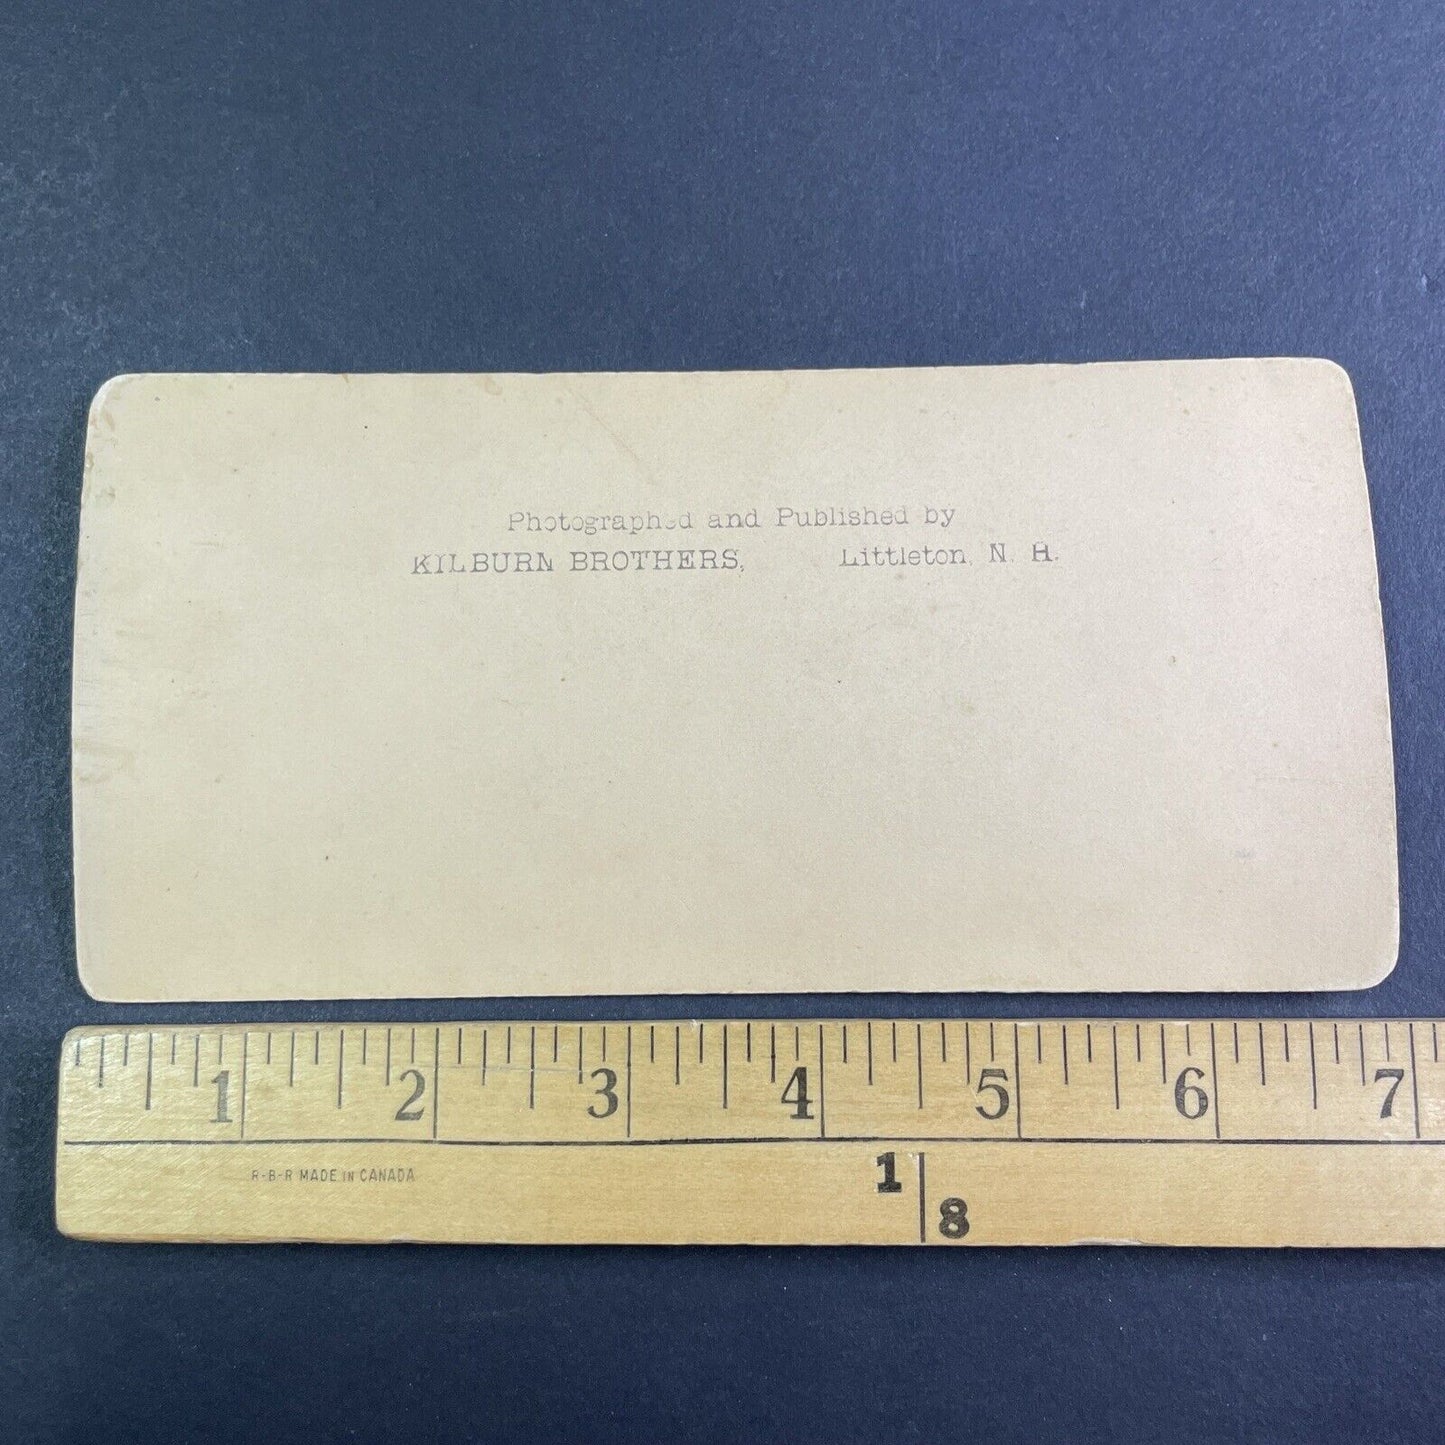 Photographed and Published by
KILBURN BROTHERS, Littleton, N. H.
1 2 3 4 5 6 7
R-B-R MADE IN CANADA
1 8